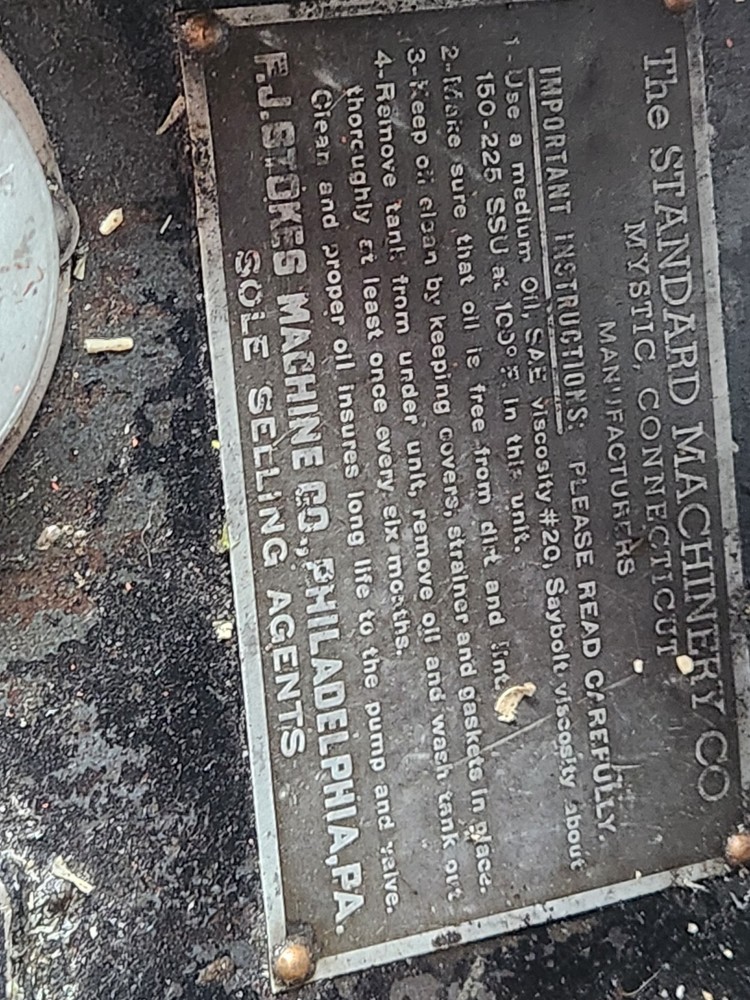 The STANDARD MACHINERY CO
MYSTIC, CONNECTICUT
MANUFACTURERS
IMPORTANT INSTRUCTIONS: PLEASE READ CAREFULLY.
1-Use a medium Oil, SAE viscosity #20, Saybolt viscosity about
150-225 SSU at 100°F. in this unit.
2-Make sure that oil is free from dirt and lint
3-Keep oil clean by keeping covers, strainer and gaskets in place.
4-Remove tank from under unit, remove oil and wash tank out
thoroughly at least once every six months.
Clean and proper oil insures long life to the pump and valve.
F.J.STOKES MACHINE CO., PHILADELPHIA, PA.
SOLE SELLING AGENTS